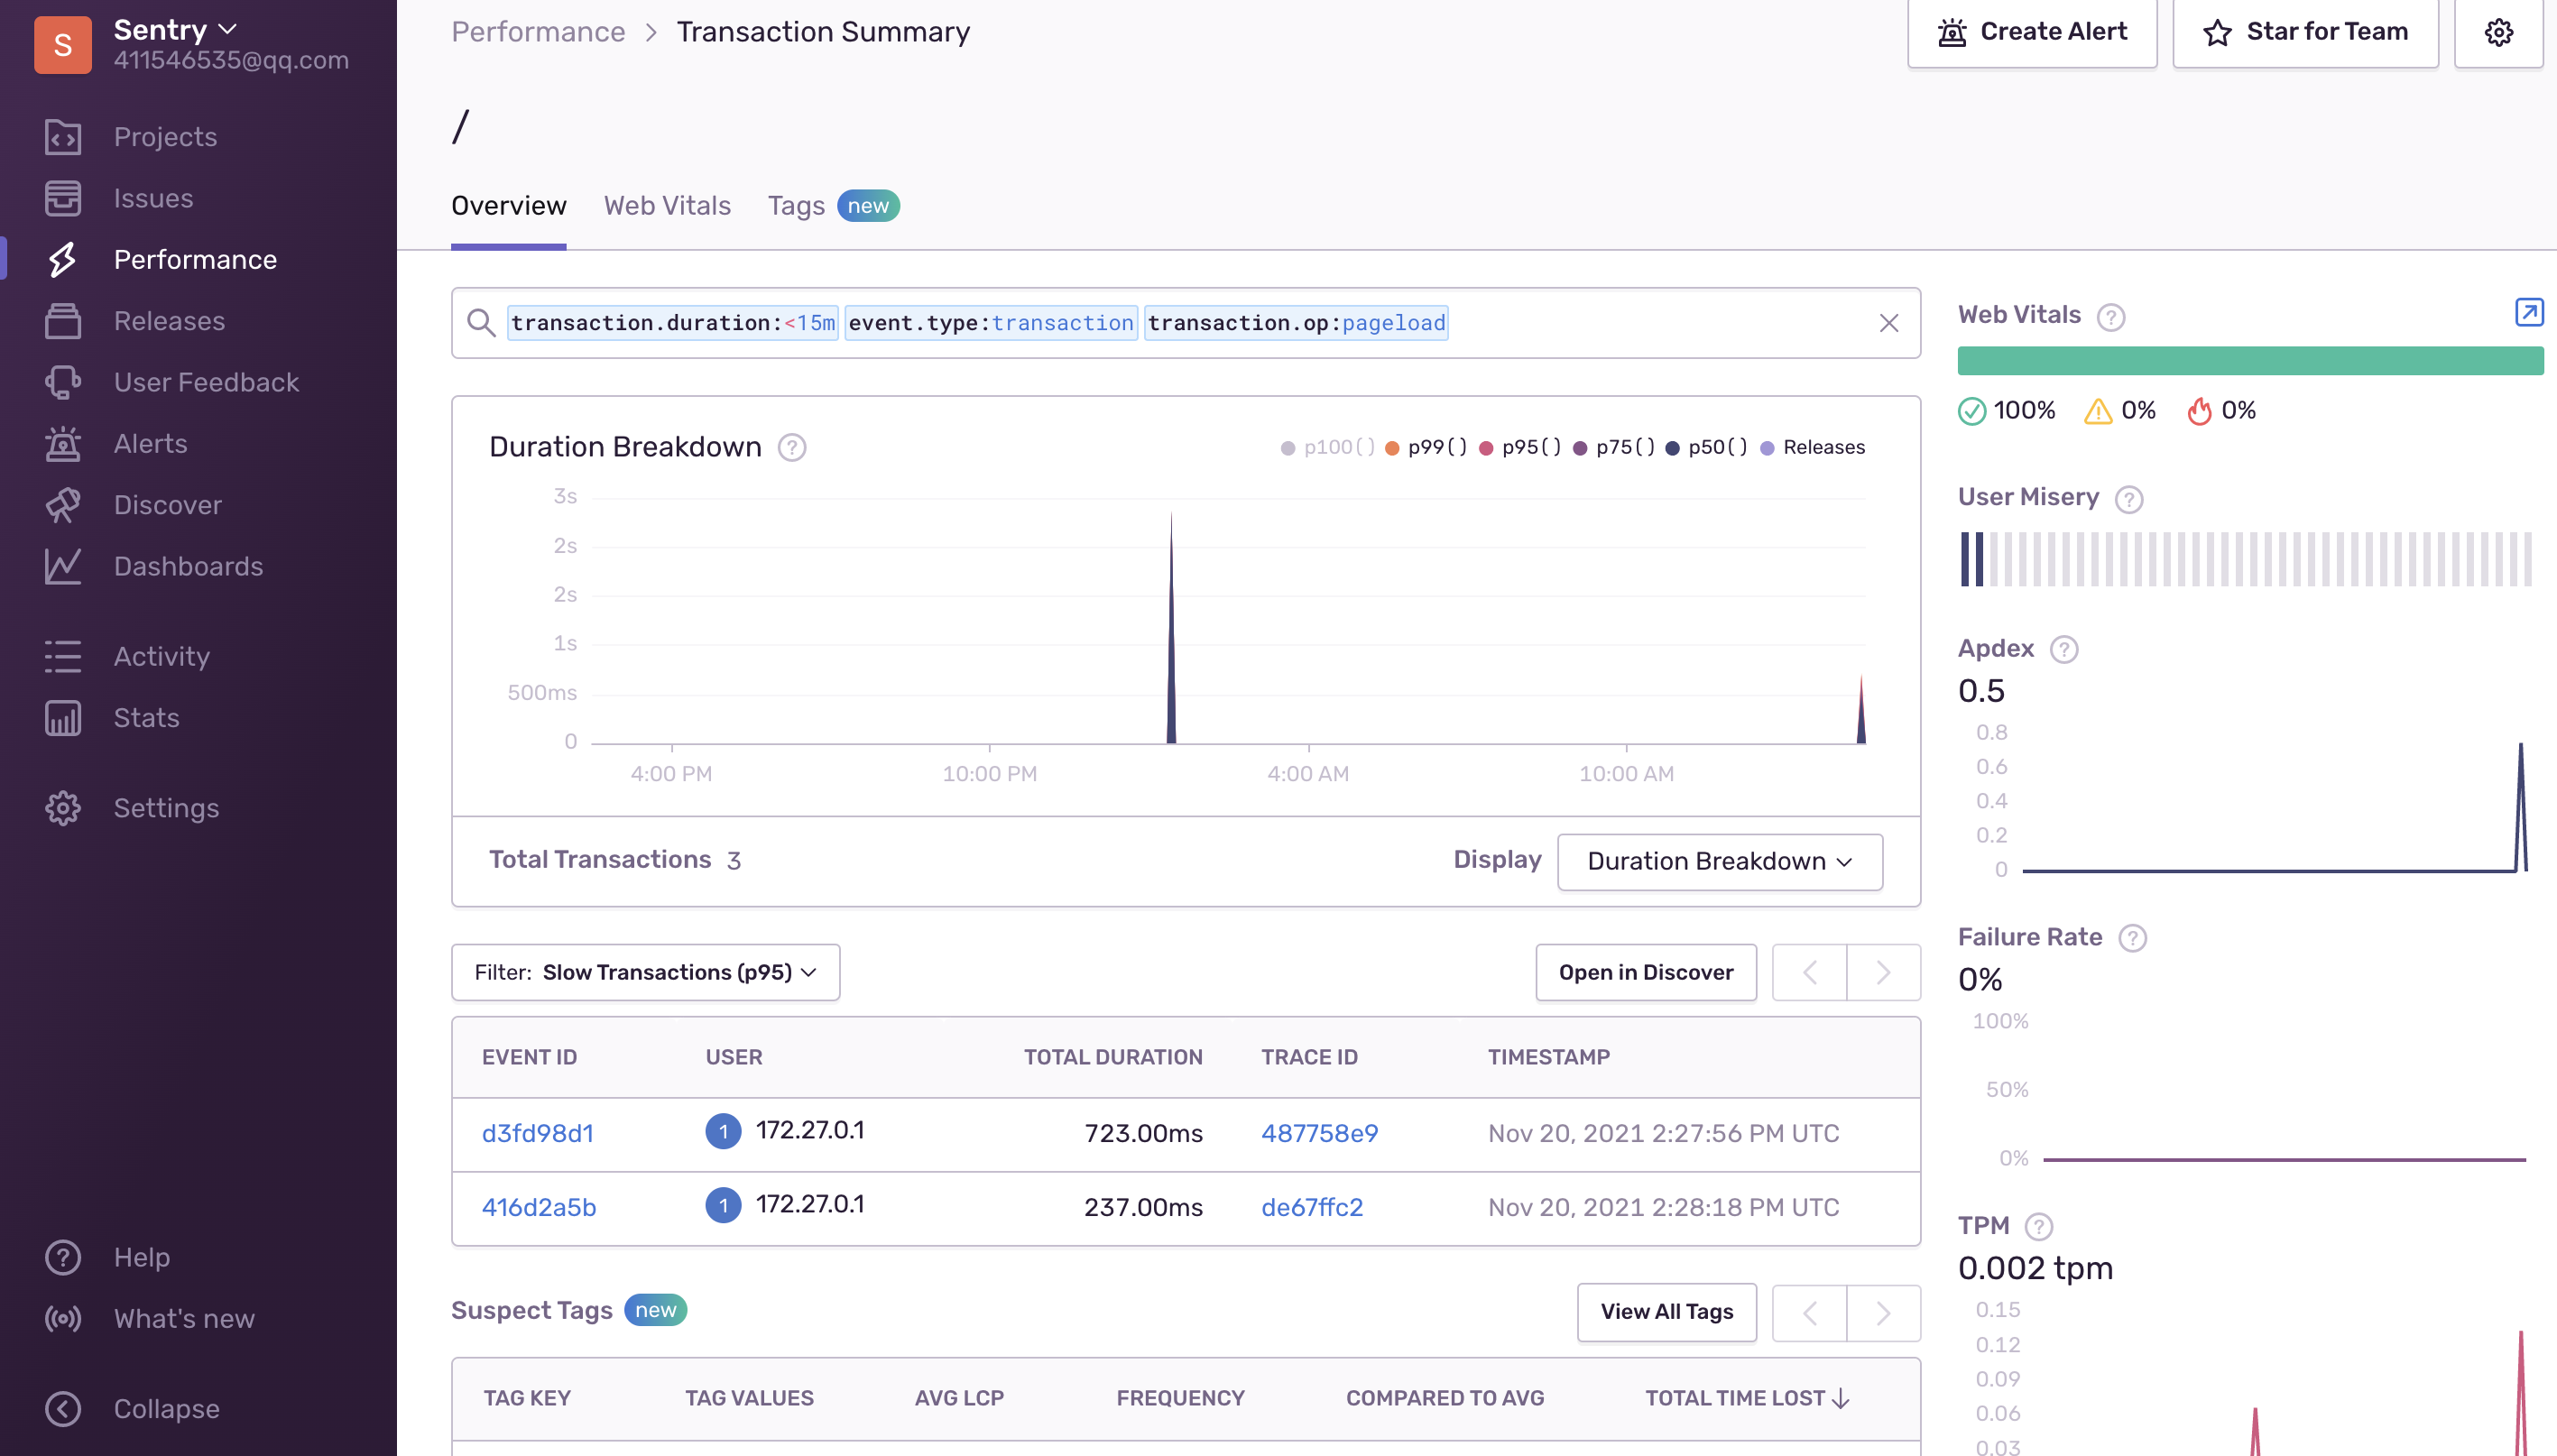 S
Sentry
411546535@qq.com
Projects
Issues
Performance
Releases
User Feedback
Alerts
Discover
Dashboards
Activity
Stats
Settings
Help
What's new
Collapse
Performance > Transaction Summary
Create Alert
Star for Team
/
Overview
Web Vitals
Tags new
transaction.duration:<15m event.type:transaction transaction.op:pageload
Duration Breakdown ?
p100() p99() p95() p75() p50() Releases
3s
2s
2s
1s
500ms
0
4:00 PM 10:00 PM 4:00 AM 10:00 AM
Total Transactions 3
Display Duration Breakdown
Filter: Slow Transactions (p95)
Open in Discover
EVENT ID USER TOTAL DURATION TRACE ID TIMESTAMP
d3fd98d1 1 172.27.0.1 723.00ms 487758e9 Nov 20, 2021 2:27:56 PM UTC
416d2a5b 1 172.27.0.1 237.00ms de67ffc2 Nov 20, 2021 2:28:18 PM UTC
Suspect Tags new
View All Tags
TAG KEY TAG VALUES AVG LCP FREQUENCY COMPARED TO AVG TOTAL TIME LOST
Web Vitals ?
100% 0% 0%
User Misery ?
Apdex ?
0.5
0.8
0.6
0.4
0.2
0
Failure Rate ?
0%
100%
50%
0%
TPM ?
0.002 tpm
0.15
0.12
0.09
0.06
0.03